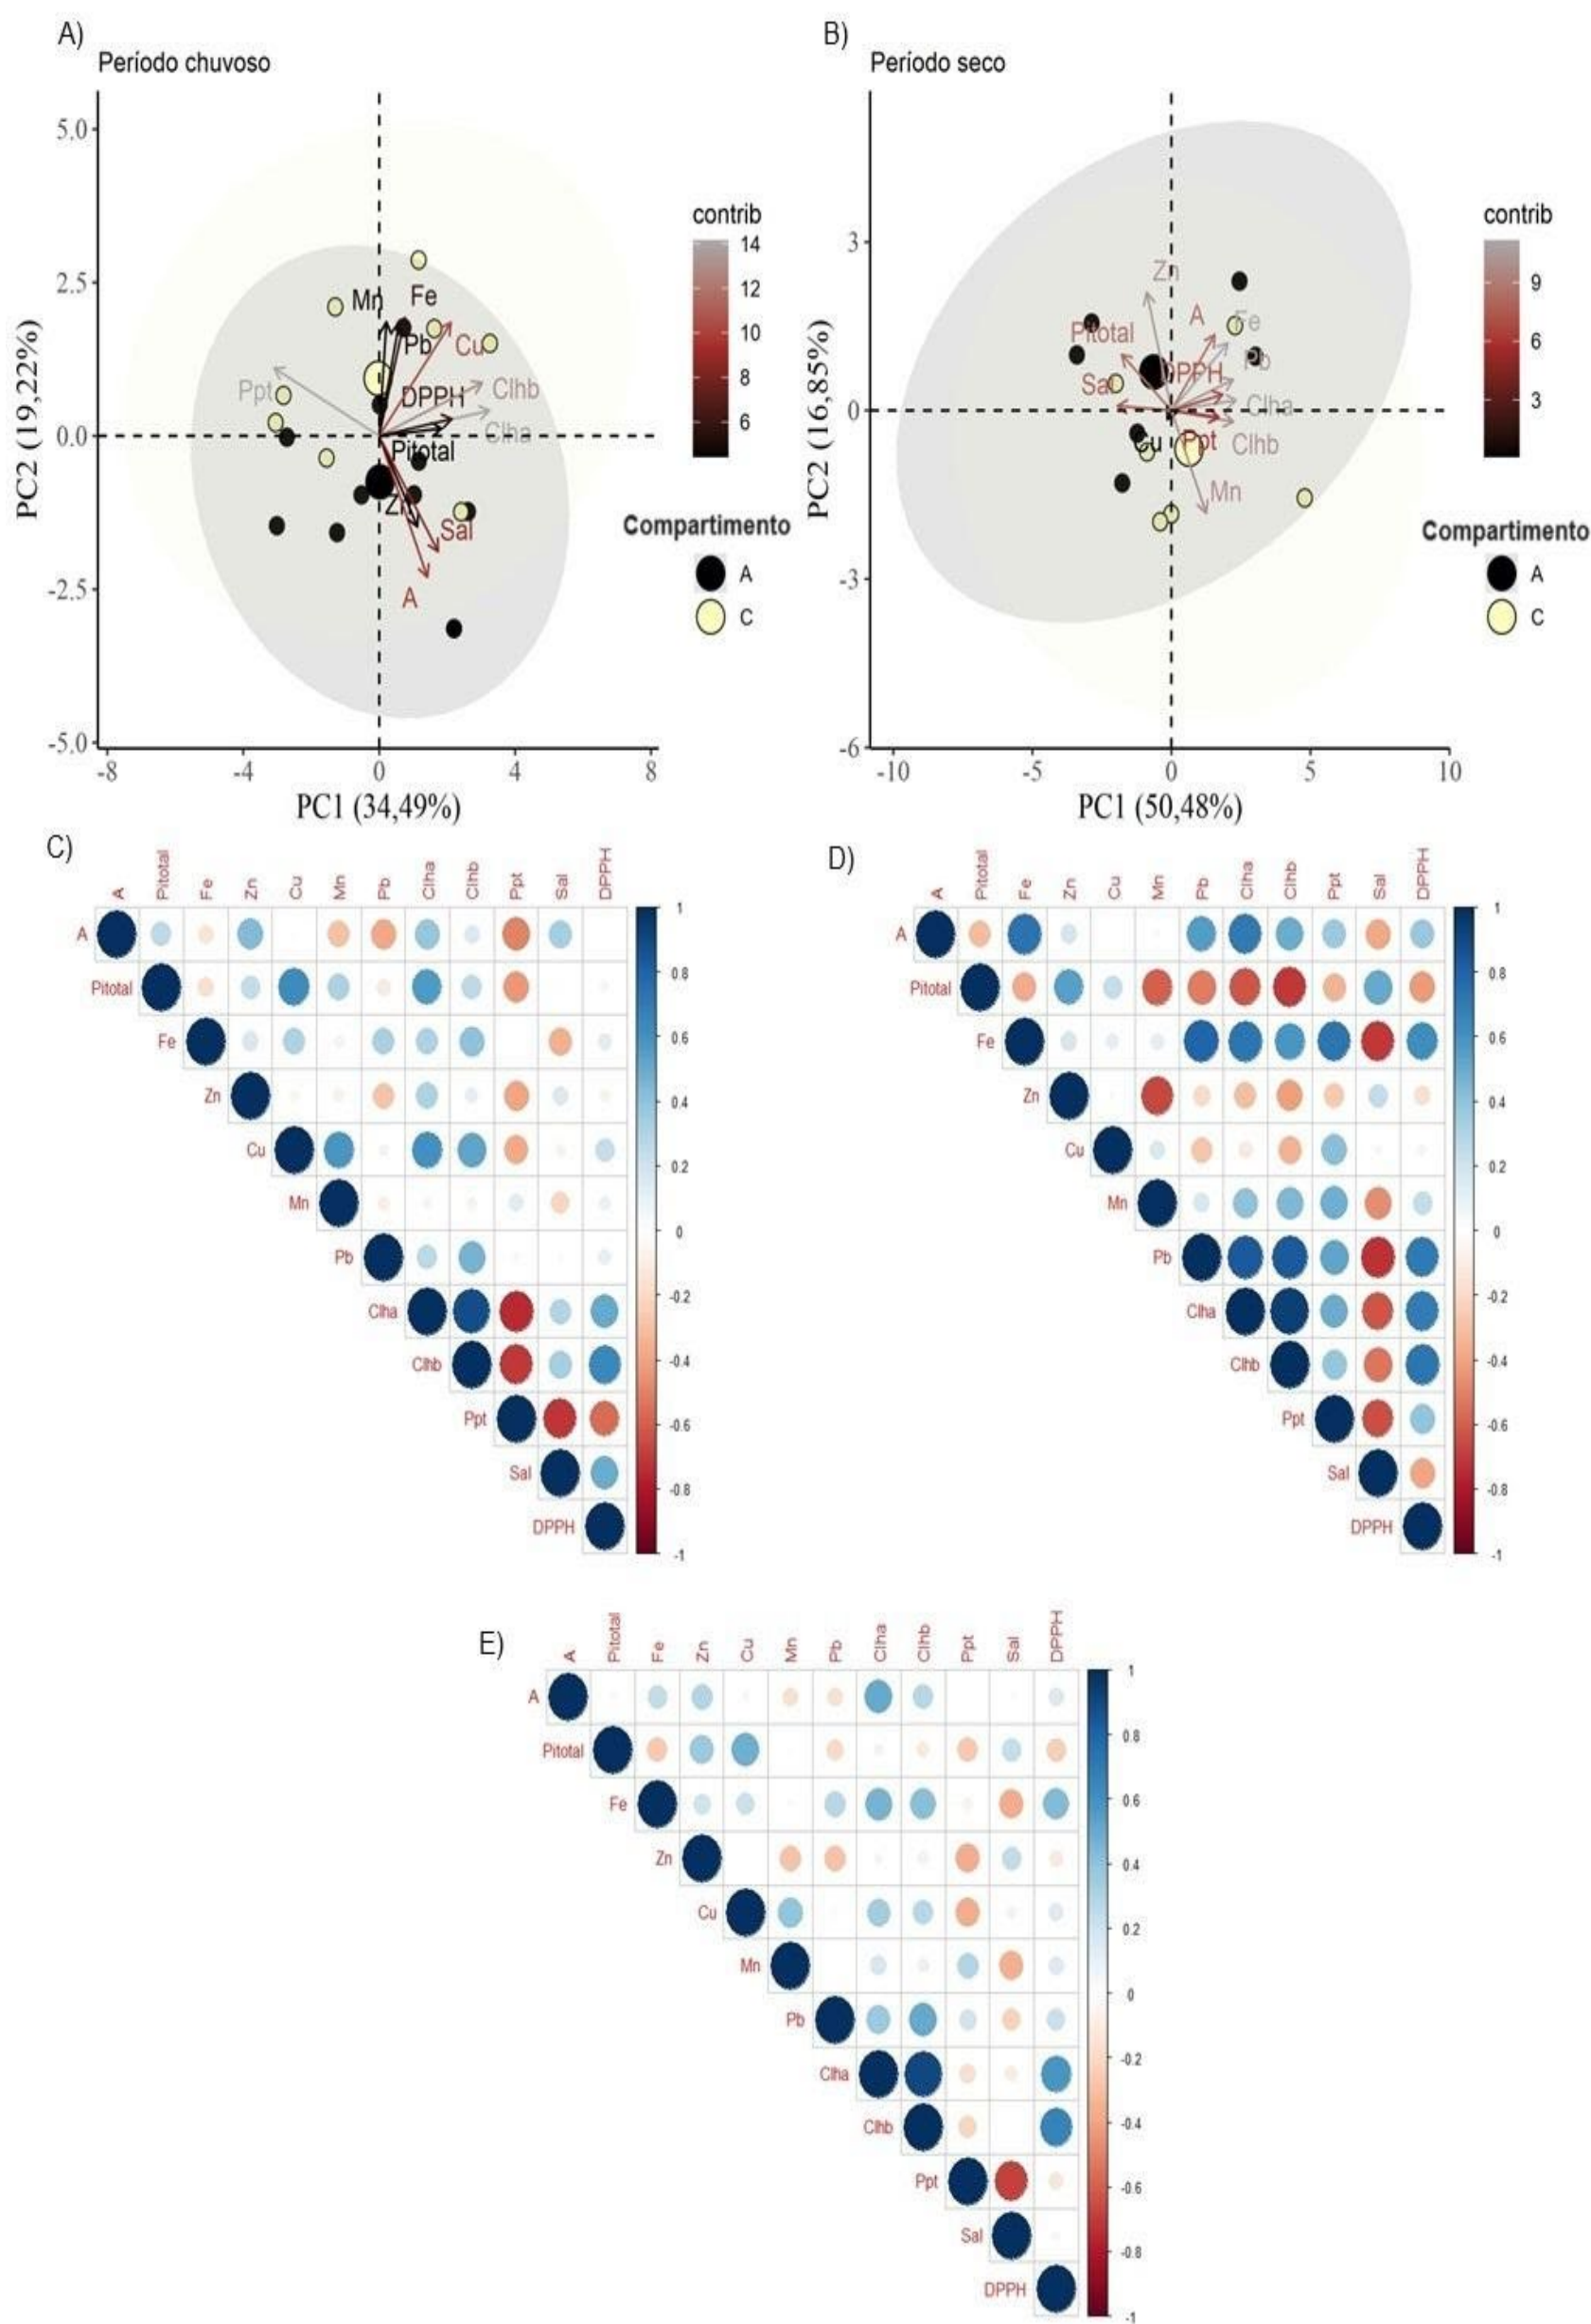 A)
Período chuvoso
5.0
2.5
0.0
-2.5
-5.0
-8
-4
0
4
8
PC2 (19,22%)
PC1 (34,49%)
Mn
Fe
Pb
Cu
Ppt
DPPH
Clhb
Clha
Pitotal
Zn
Sal
A
contrib
14
12
10
8
6
Compartimento
A
C
B)
Período seco
3
0
-3
-6
-10
-5
0
5
10
PC2 (16,85%)
PC1 (50,48%)
Zn
A
Fe
Pitotal
Pb
DPPH
Sal
Clha
Cu
Ppt
Clhb
Mn
contrib
9
6
3
Compartimento
A
C
C)
A Pitotal Fe Zn Cu Mn Pb Clha Clhb Ppt Sal DPPH
A
Pitotal
Fe
Zn
Cu
Mn
Pb
Clha
Clhb
Ppt
Sal
DPPH
1
0.8
0.6
0.4
0.2
0
-0.2
-0.4
-0.6
-0.8
-1
D)
A Pitotal Fe Zn Cu Mn Pb Clha Clhb Ppt Sal DPPH
A
Pitotal
Fe
Zn
Cu
Mn
Pb
Clha
Clhb
Ppt
Sal
DPPH
1
0.8
0.6
0.4
0.2
0
-0.2
-0.4
-0.6
-0.8
-1
E)
A Pitotal Fe Zn Cu Mn Pb Clha Clhb Ppt Sal DPPH
A
Pitotal
Fe
Zn
Cu
Mn
Pb
Clha
Clhb
Ppt
Sal
DPPH
1
0.8
0.6
0.4
0.2
0
-0.2
-0.4
-0.6
-0.8
-1